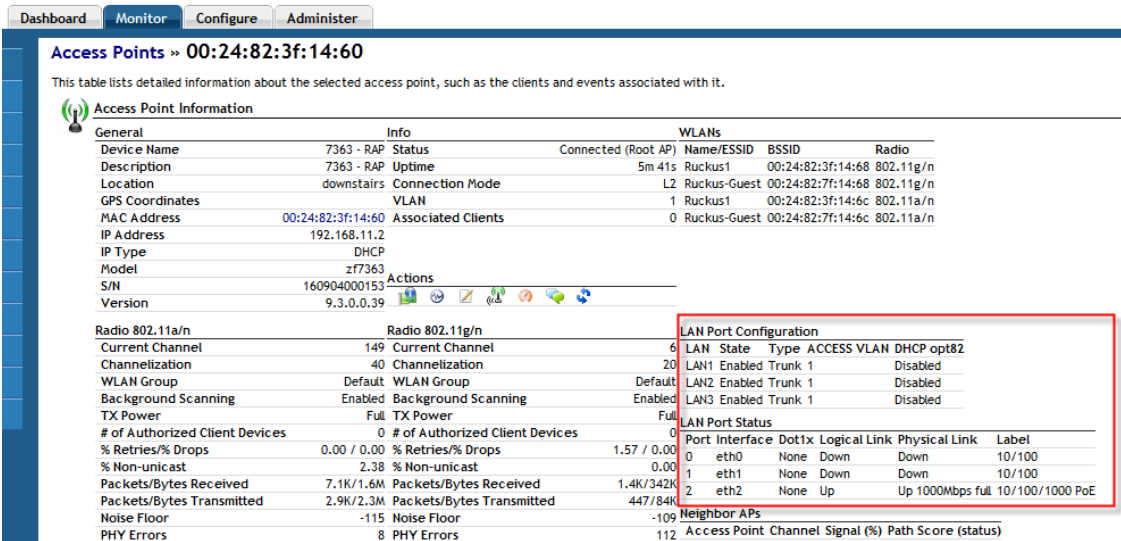 Dashboard Monitor Configure Administer
Access Points » 00:24:82:3f:14:60
This table lists detailed information about the selected access point, such as the clients and events associated with it.
Access Point Information
General
Device Name 7363 - RAP
Description 7363 - RAP
Location downstairs
GPS Coordinates
MAC Address 00:24:82:3f:14:60
IP Address 192.168.11.2
IP Type DHCP
Model zf7363
S/N 160904000153
Version 9.3.0.0.39
Info
Status Connected (Root AP)
Uptime 5m 41s
Connection Mode L2
VLAN 1
Associated Clients 0
Actions
WLANs
Name/ESSID BSSID Radio
Ruckus1 00:24:82:3f:14:68 802.11g/n
Ruckus-Guest 00:24:82:7f:14:68 802.11g/n
Ruckus1 00:24:82:3f:14:6c 802.11a/n
Ruckus-Guest 00:24:82:7f:14:6c 802.11a/n
Radio 802.11a/n
Current Channel 149
Channelization 40
WLAN Group Default
Background Scanning Enabled
TX Power Full
# of Authorized Client Devices 0
% Retries/% Drops 0.00 / 0.00
% Non-unicast 2.38
Packets/Bytes Received 7.1K/1.6M
Packets/Bytes Transmitted 2.9K/2.3M
Noise Floor -115
PHY Errors 8
Radio 802.11g/n
Current Channel 6
Channelization 20
WLAN Group Default
Background Scanning Enabled
TX Power Full
# of Authorized Client Devices 0
% Retries/% Drops 1.57 / 0.00
% Non-unicast 0.00
Packets/Bytes Received 1.4K/342K
Packets/Bytes Transmitted 447/84K
Noise Floor -109
PHY Errors 112
LAN Port Configuration
LAN State Type ACCESS VLAN DHCP opt82
LAN1 Enabled Trunk 1 Disabled
LAN2 Enabled Trunk 1 Disabled
LAN3 Enabled Trunk 1 Disabled
LAN Port Status
Port Interface Dot1x Logical Link Physical Link Label
0 eth0 None Down Down 10/100
1 eth1 None Down Down 10/100
2 eth2 None Up Up 1000Mbps full 10/100/1000 PoE
Neighbor APs
Access Point Channel Signal (%) Path Score (status)